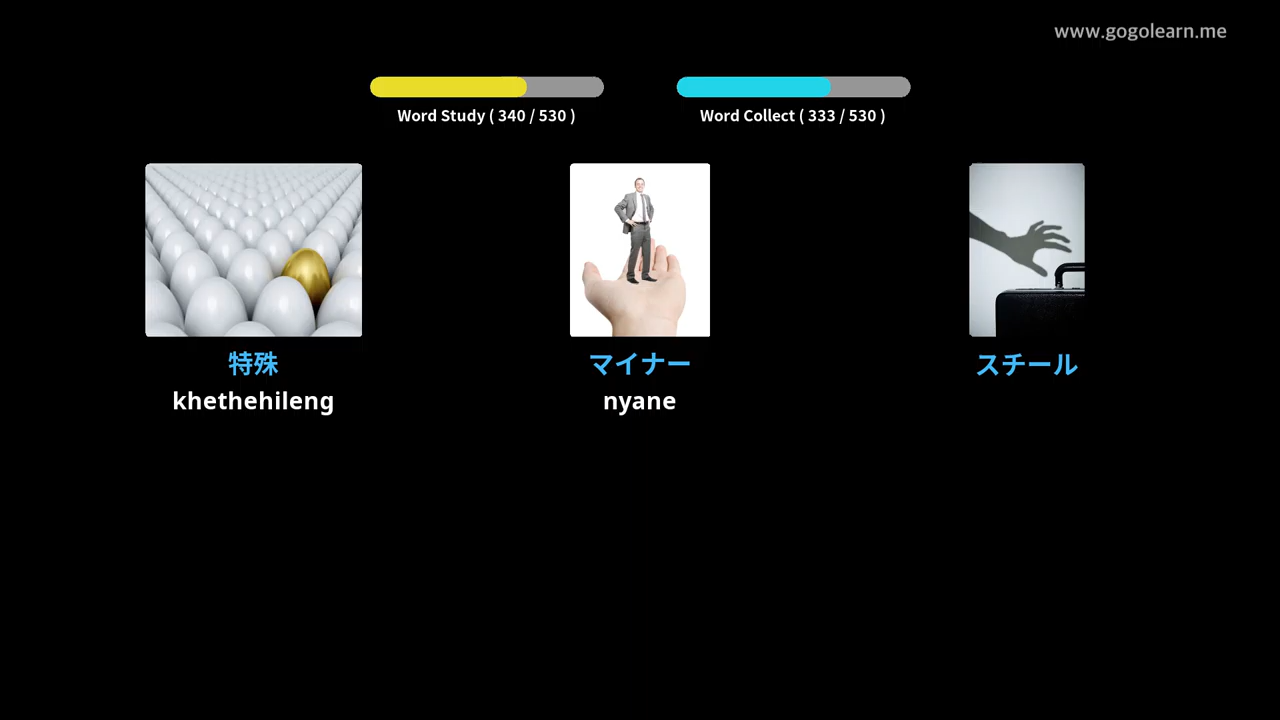 www.gogolearn.me
Word Study ( 340 / 530 )
Word Collect ( 333 / 530 )
特殊
マイナー
スチール
khethehileng
nyane